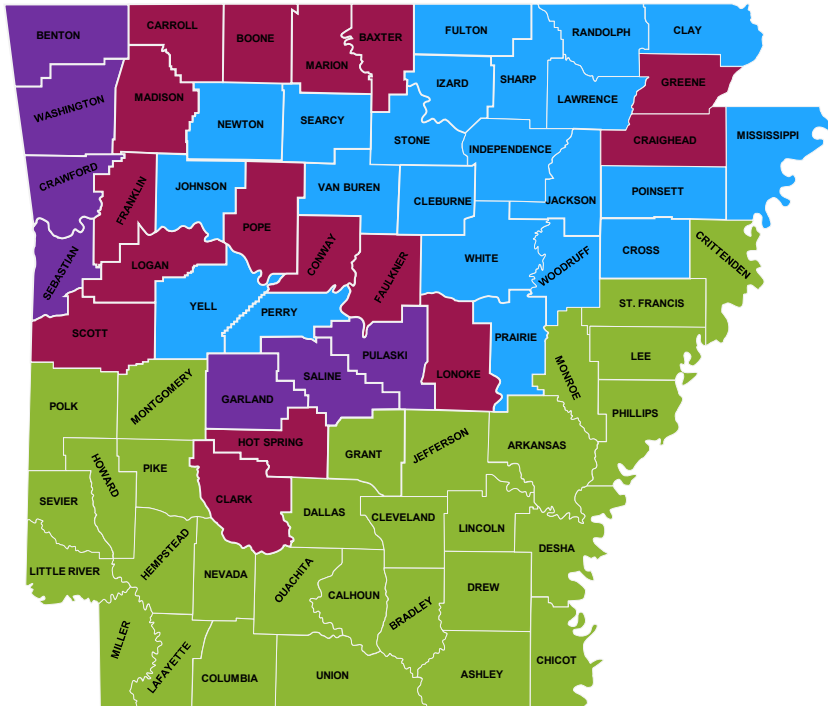 BENTON
CARROLL
BOONE
MARION
BAXTER
FULTON
RANDOLPH
CLAY
WASHINGTON
MADISON
NEWTON
SEARCY
STONE
IZARD
SHARP
LAWRENCE
GREENE
CRAIGHEAD
MISSISSIPPI
INDEPENDENCE
CRAWFORD
FRANKLIN
JOHNSON
POPE
VAN BUREN
CLEBURNE
JACKSON
POINSETT
SEBASTIAN
LOGAN
CONWAY
FAULKNER
WHITE
WOODRUFF
CROSS
CRITTENDEN
SCOTT
YELL
PERRY
PULASKI
LONOKE
PRAIRIE
ST. FRANCIS
LEE
MONROE
PHILLIPS
POLK
MONTGOMERY
GARLAND
SALINE
HOT SPRING
GRANT
JEFFERSON
ARKANSAS
SEVIER
HOWARD
PIKE
CLARK
DALLAS
CLEVELAND
LINCOLN
DESHA
LITTLE RIVER
HEMPSTEAD
NEVADA
OUACHITA
CALHOUN
BRADLEY
DREW
MILLER
LAFAYETTE
COLUMBIA
UNION
ASHLEY
CHICOT